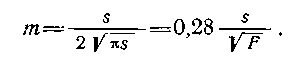 m = s / (2 √πs) = 0,28 s / √F .